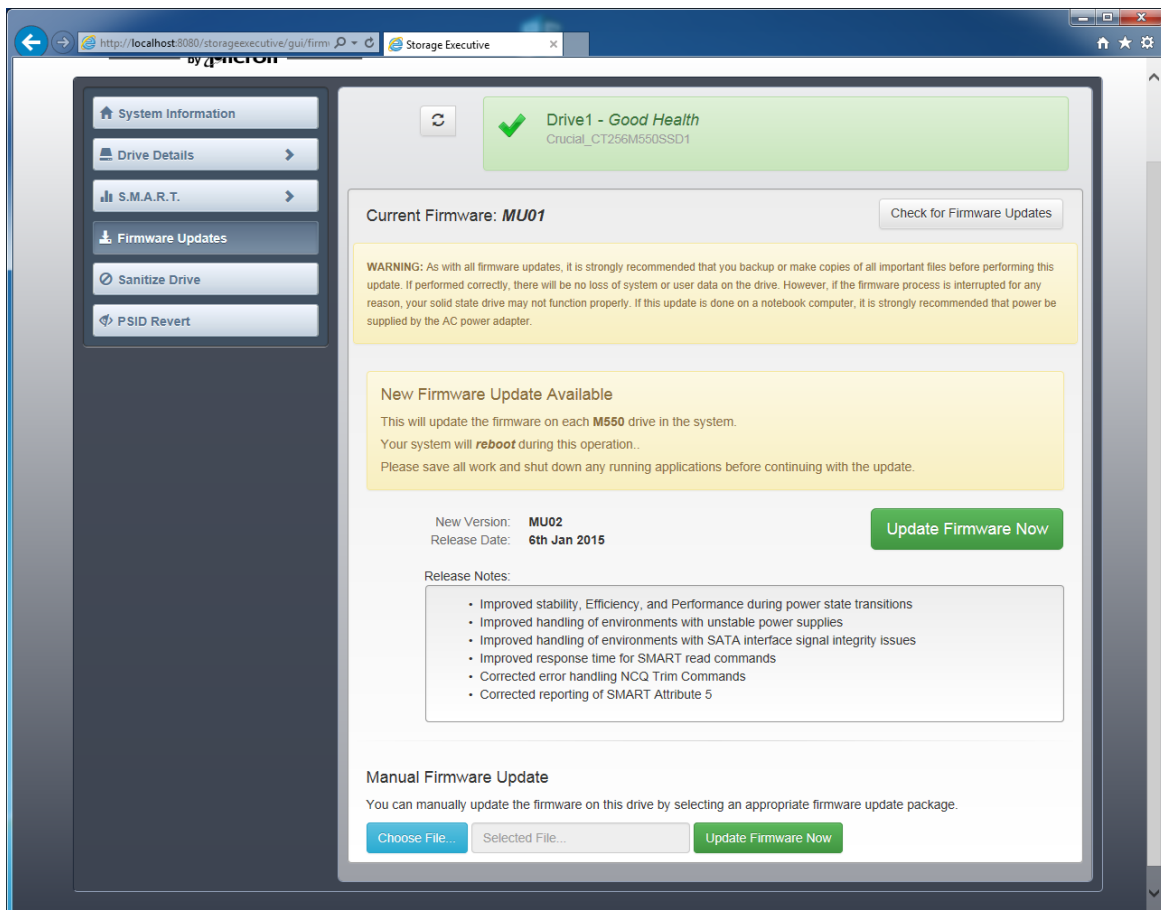 http://localhost:8080/storageexecutive/gui/firm
Storage Executive
by
System Information
Drive Details
S.M.A.R.T.
Firmware Updates
Sanitize Drive
PSID Revert
Drive1 - Good Health
Crucial_CT256M550SSD1
Current Firmware: MU01
Check for Firmware Updates
WARNING: As with all firmware updates, it is strongly recommended that you backup or make copies of all important files before performing this
update. If performed correctly, there will be no loss of system or user data on the drive. However, if the firmware process is interrupted for any
reason, your solid state drive may not function properly. If this update is done on a notebook computer, it is strongly recommended that power be
supplied by the AC power adapter.
New Firmware Update Available
This will update the firmware on each M550 drive in the system.
Your system will reboot during this operation..
Please save all work and shut down any running applications before continuing with the update.
New Version: MU02
Release Date: 6th Jan 2015
Update Firmware Now
Release Notes:
• Improved stability, Efficiency, and Performance during power state transitions
• Improved handling of environments with unstable power supplies
• Improved handling of environments with SATA interface signal integrity issues
• Improved response time for SMART read commands
• Corrected error handling NCQ Trim Commands
• Corrected reporting of SMART Attribute 5
Manual Firmware Update
You can manually update the firmware on this drive by selecting an appropriate firmware update package.
Choose File...
Selected File...
Update Firmware Now